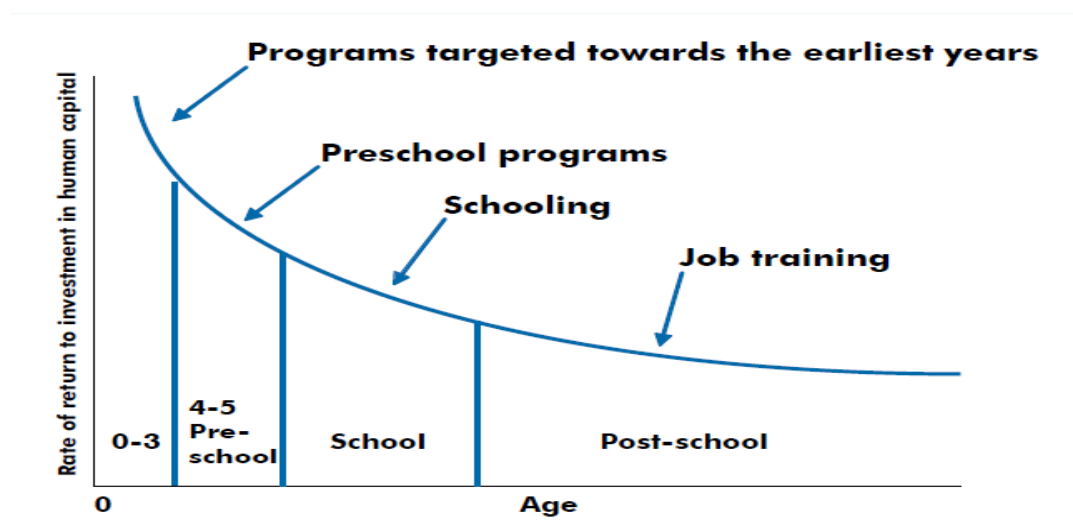 Programs targeted towards the earliest years
Preschool programs
Schooling
Job training
Rate of return to investment in human capital
0-3
4-5
Pre-
school
School
Post-school
0
Age